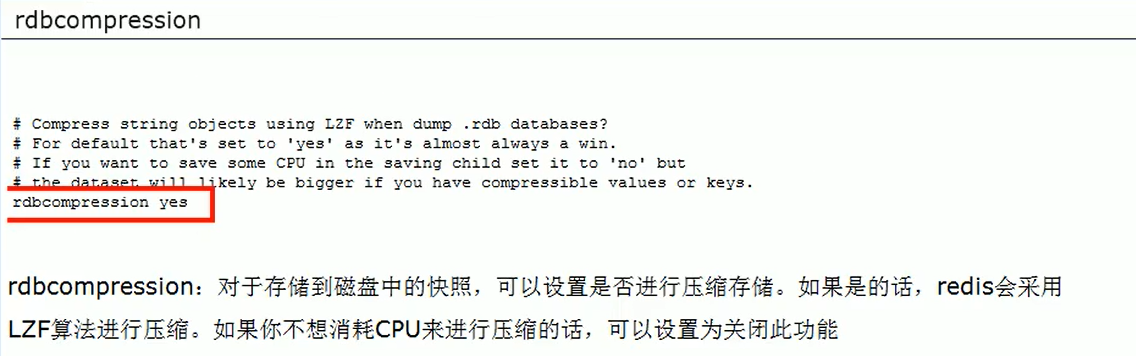 rdbcompression
# Compress string objects using LZF when dump .rdb databases?
# For default that's set to 'yes' as it's almost always a win.
# If you want to save some CPU in the saving child set it to 'no' but
# the dataset will likely be bigger if you have compressible values or keys.
rdbcompression yes
rdbcompression：对于存储到磁盘中的快照，可以设置是否进行压缩存储。如果是的话，redis会采用
LZF算法进行压缩。如果你不想消耗CPU来进行压缩的话，可以设置为关闭此功能